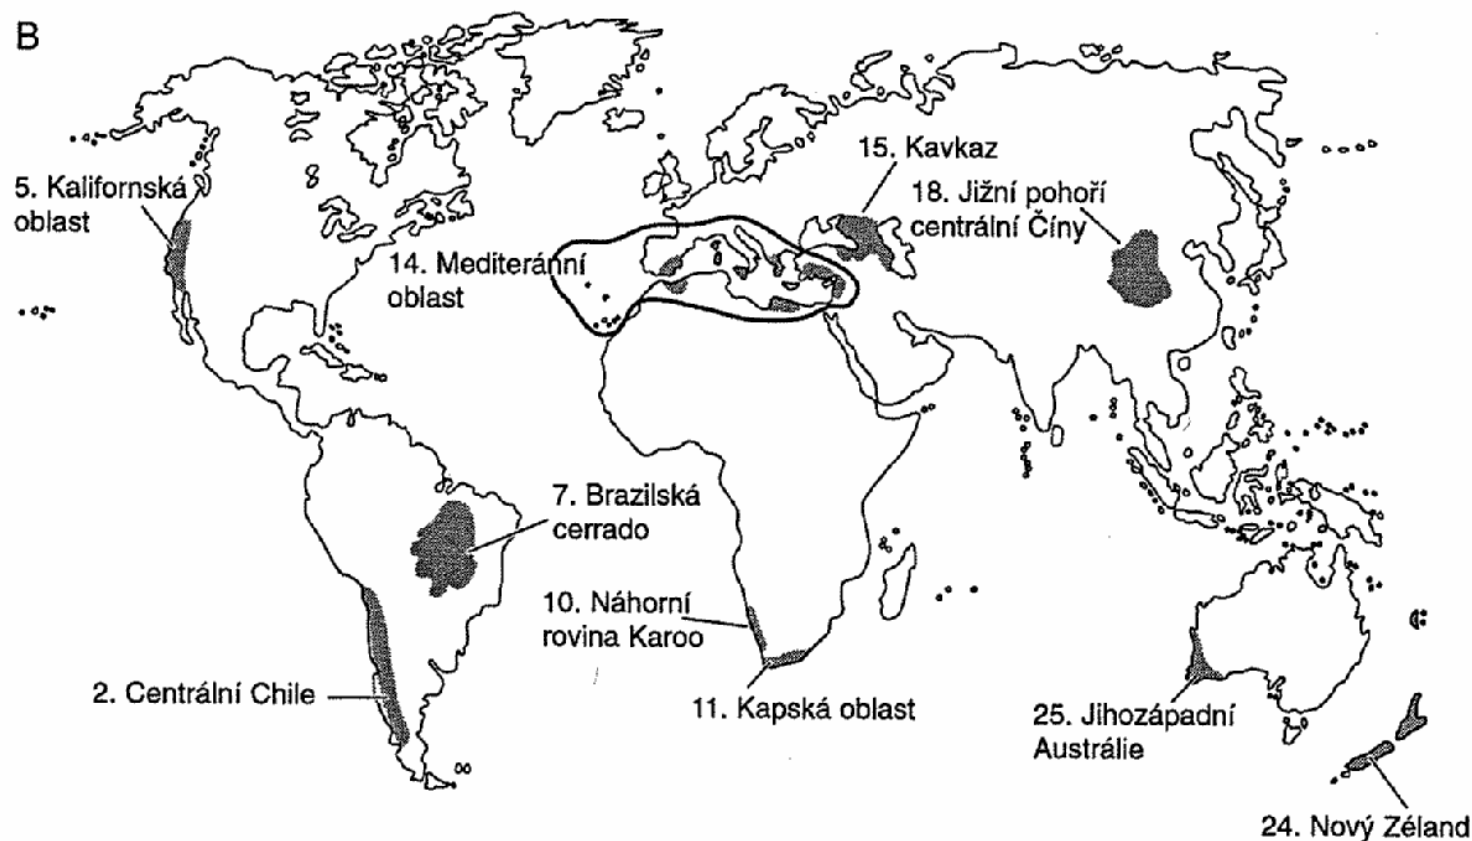 B
15. Kavkaz
5. Kalifornská
oblast
18. Jižní pohoří
centrální Číny
14. Mediteránní
oblast
7. Brazilská
cerrado
10. Náhorní
rovina Karoo
2. Centrální Chile
11. Kapská oblast
25. Jihozápadní
Austrálie
24. Nový Zéland